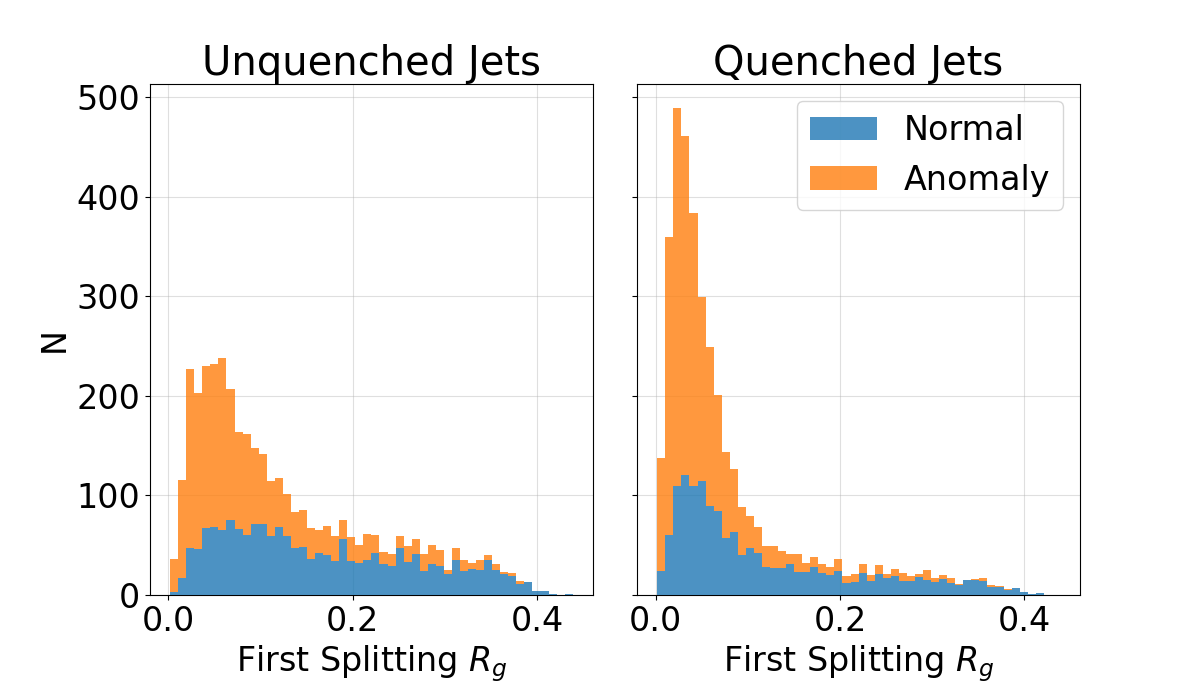 Unquenched Jets
Quenched Jets
500
400
300
200
100
0
N
Normal
Anomaly
0.0
0.2
0.4
0.0
0.2
0.4
First Splitting R_g
First Splitting R_g